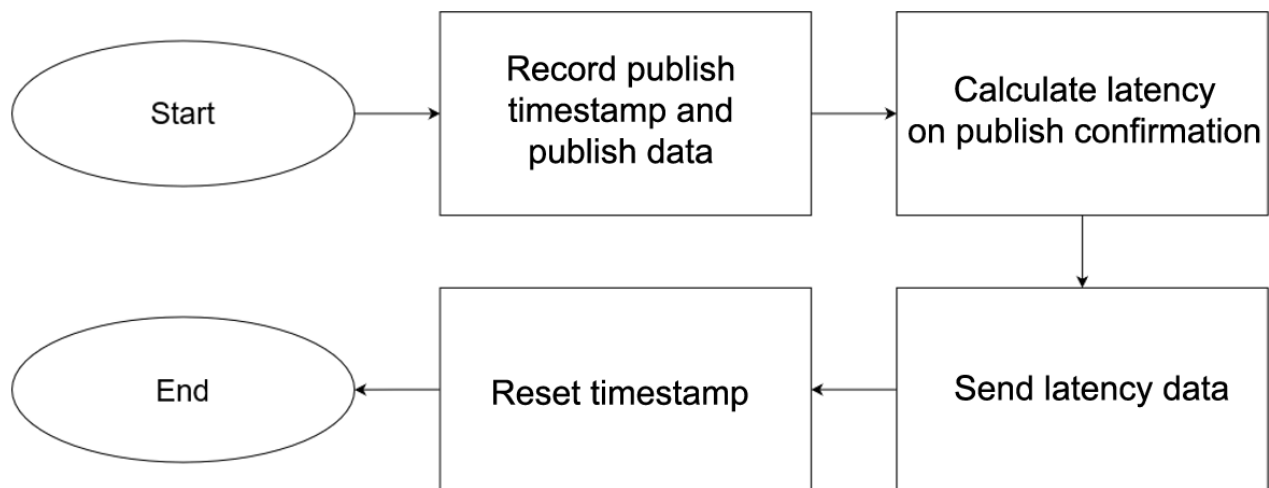 Start
Record publish
timestamp and
publish data
Calculate latency
on publish confirmation
Send latency data
Reset timestamp
End